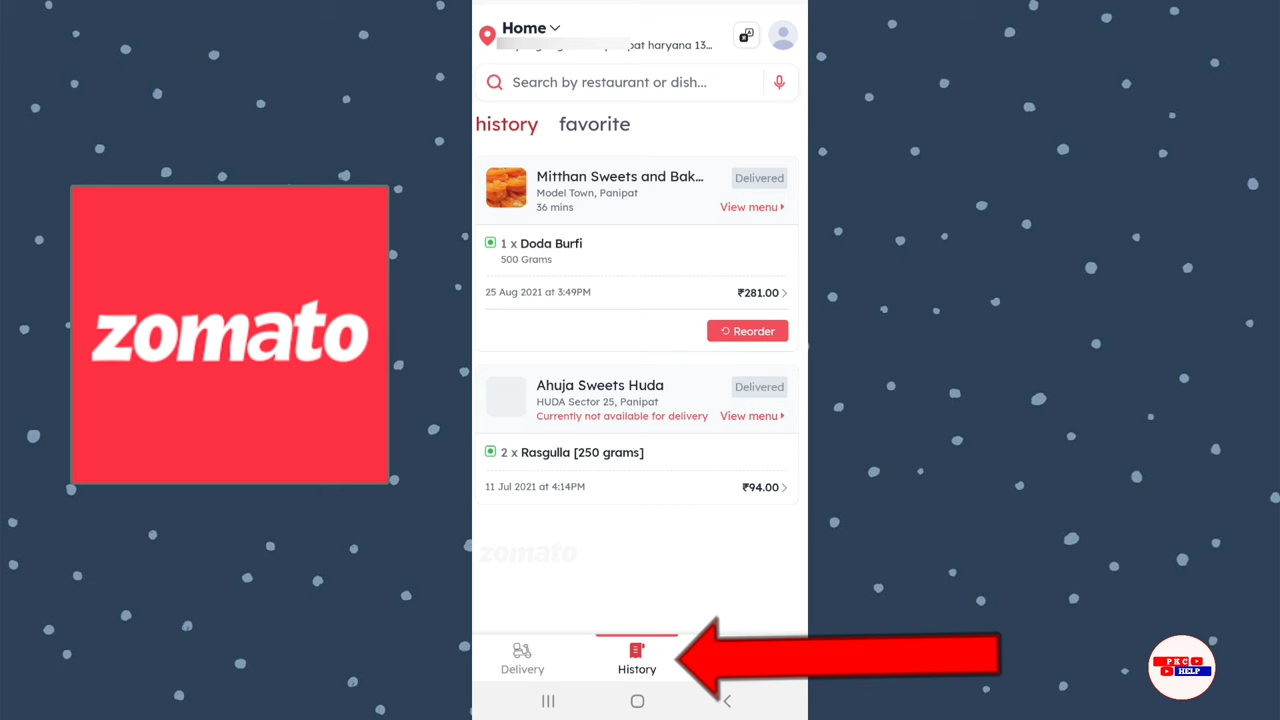 zomato
Home
pat haryana 13...
Search by restaurant or dish...
history favorite
Mitthan Sweets and Bak...
Delivered
Model Town, Panipat
36 mins
View menu
1 x Doda Burfi
500 Grams
25 Aug 2021 at 3:49PM
₹281.00
Reorder
Ahuja Sweets Huda
Delivered
HUDA Sector 25, Panipat
Currently not available for delivery
View menu
2 x Rasgulla [250 grams]
11 Jul 2021 at 4:14PM
₹94.00
zomato
Delivery
History
PKC
HELP